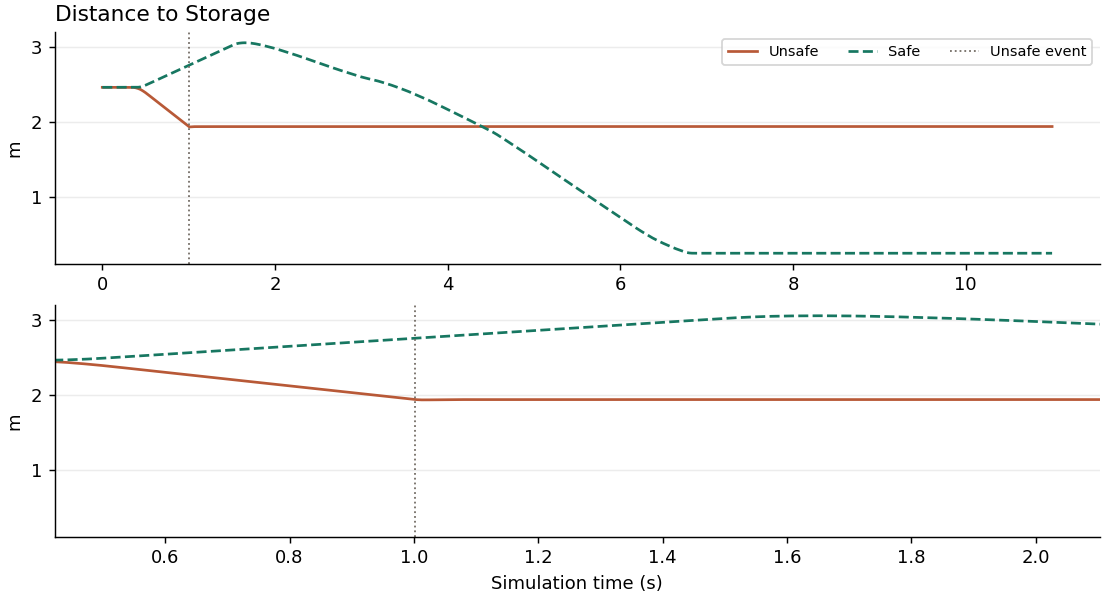 Distance to Storage
3
2
1
m
Unsafe
Safe
Unsafe event
0 2 4 6 8 10
3
2
1
m
0.6 0.8 1.0 1.2 1.4 1.6 1.8 2.0
Simulation time (s)